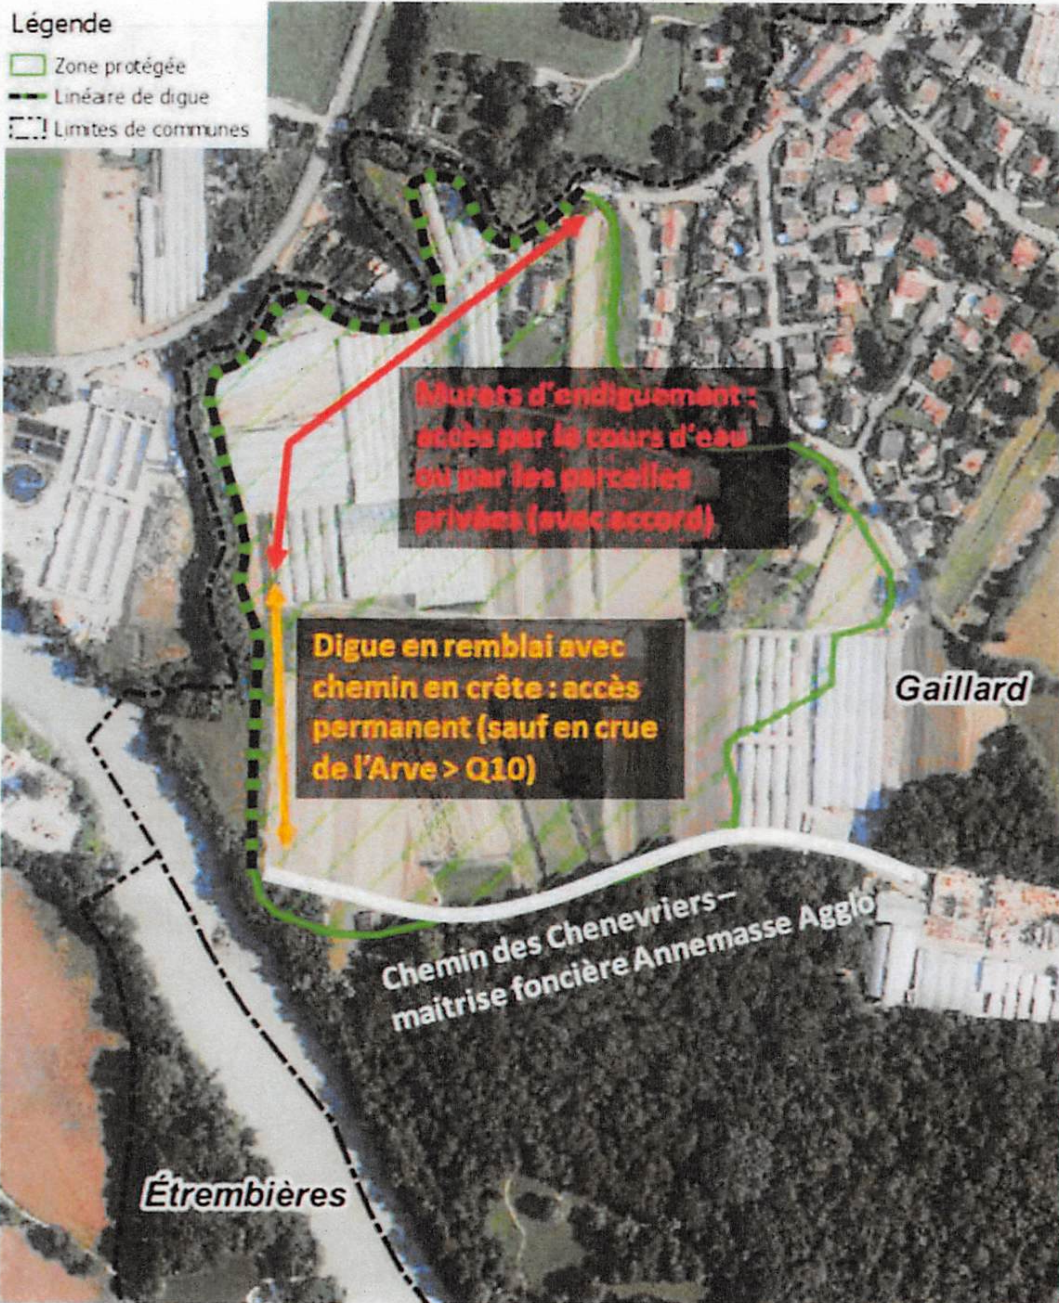 Légende
Zone protégée
Linéaire de digue
Limites de communes
Murets d'endiguement :
accès par le cours d'eau
ou par les parcelles
privées (avec accord)
Digue en remblai avec
chemin en crête : accès
permanent (sauf en crue
de l'Arve > Q10)
Gaillard
Chemin des Chenevriers–
maitrise foncière Annemasse Agglo
Étrembières